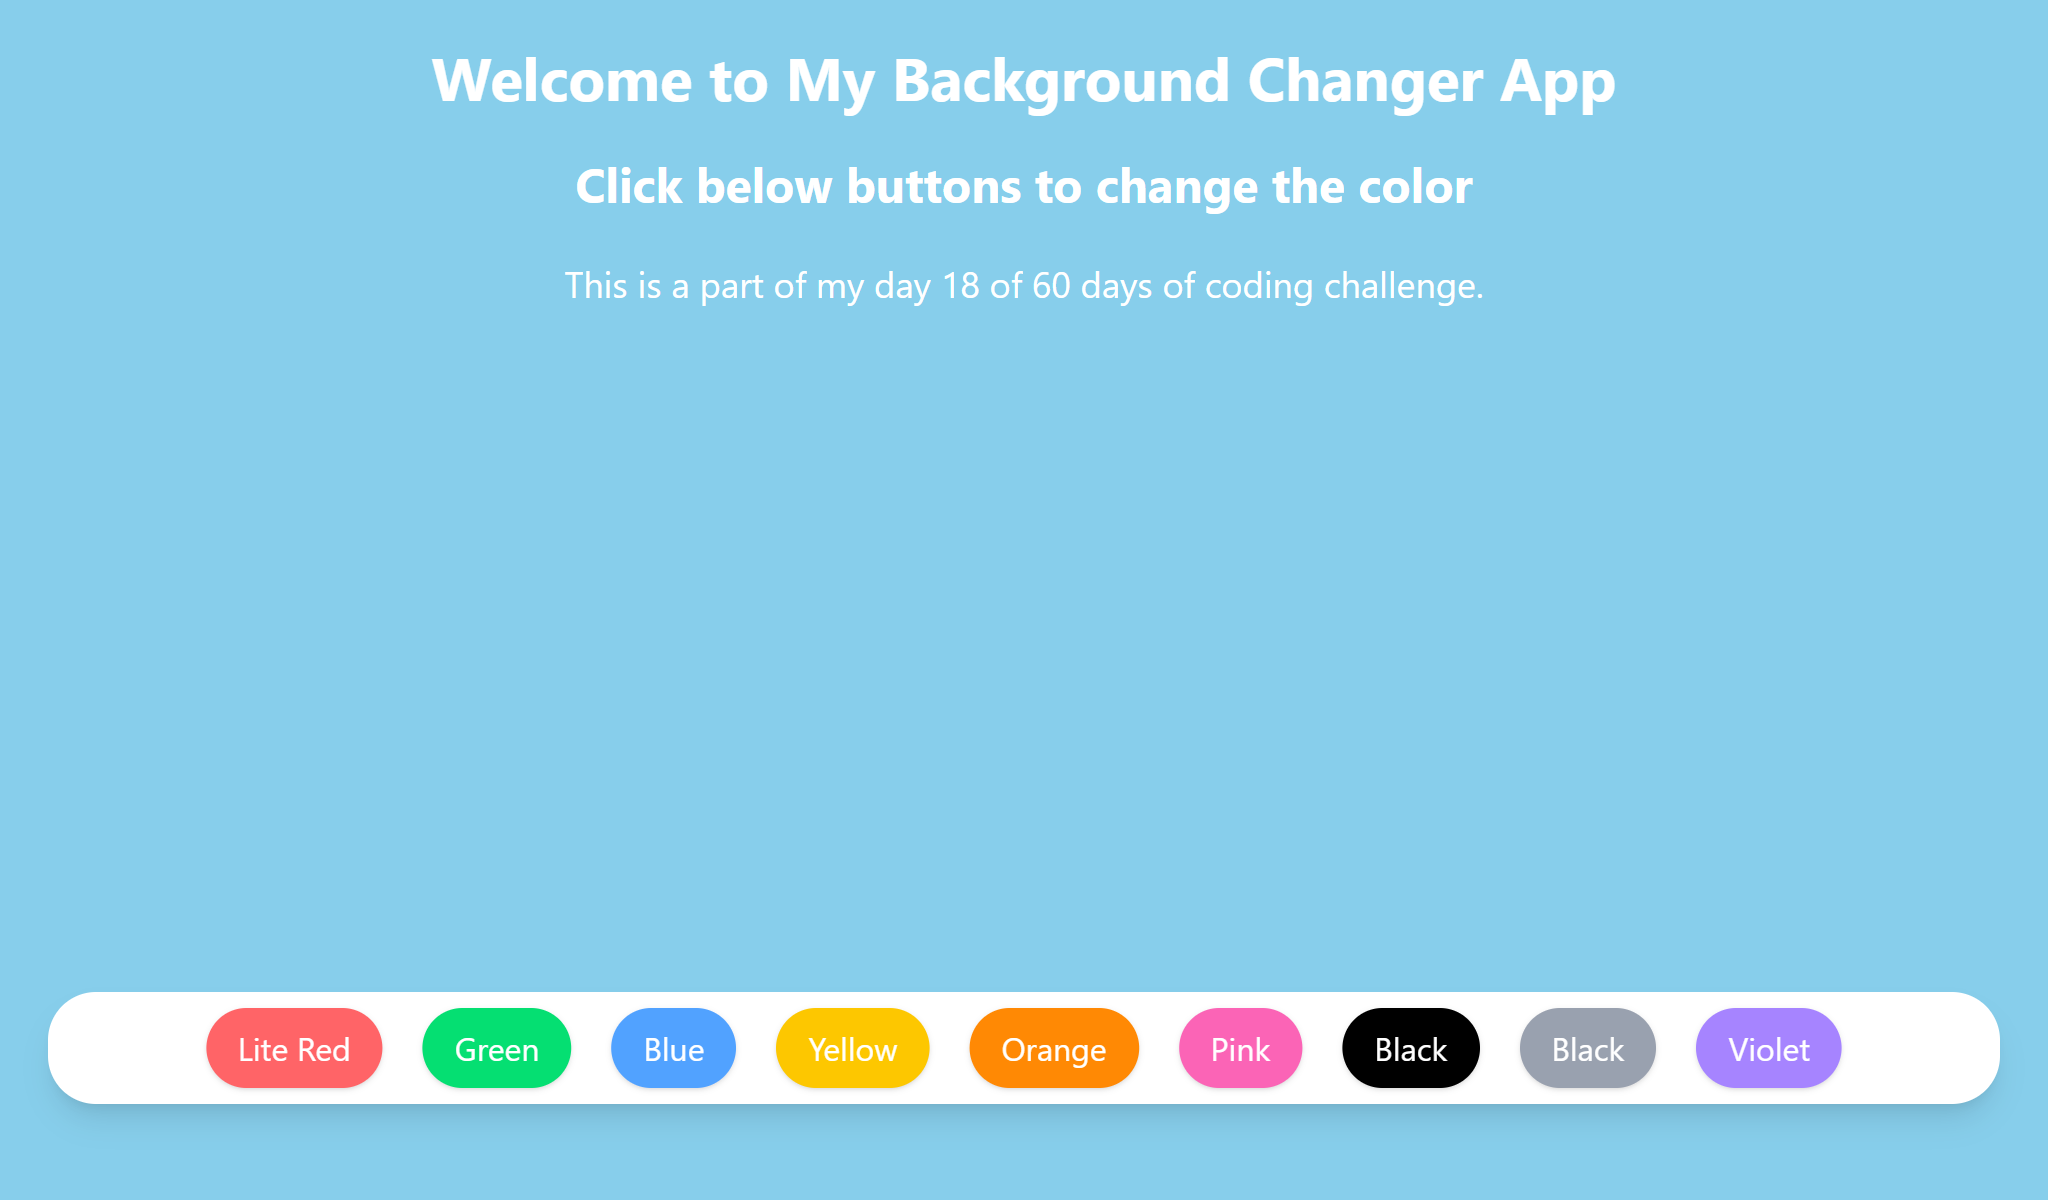 Welcome to My Background Changer App
Click below buttons to change the color
This is a part of my day 18 of 60 days of coding challenge.
Lite Red Green Blue Yellow Orange Pink Black Black Violet